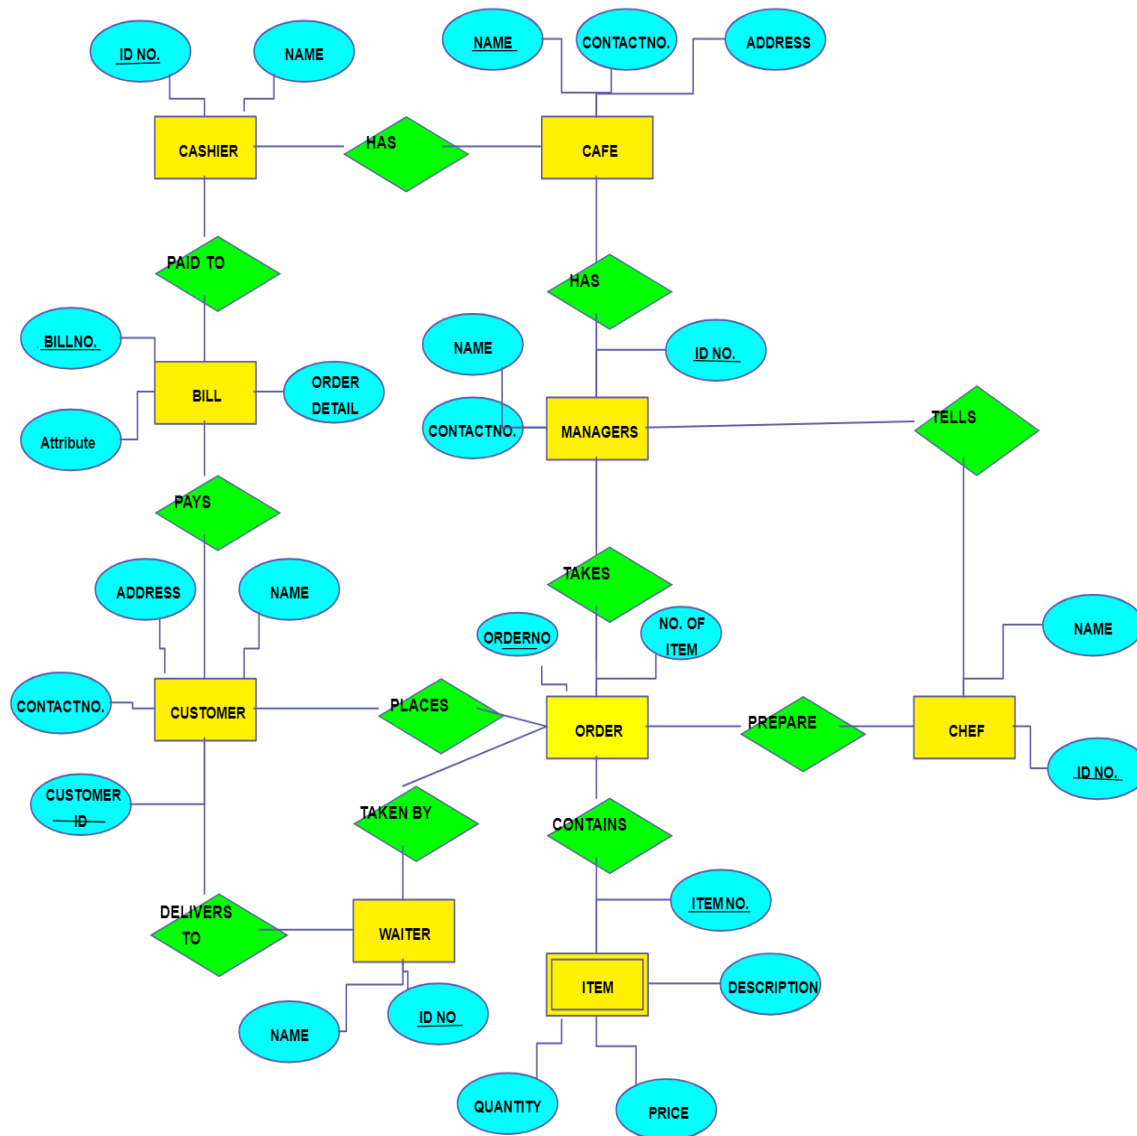 ID NO.
NAME
NAME
CONTACTNO.
ADDRESS
CASHIER
HAS
CAFE
PAID TO
HAS
BILLNO.
NAME
ID NO.
BILL
ORDER
DETAIL
Attribute
CONTACTNO.
MANAGERS
TELLS
PAYS
TAKES
ADDRESS
NAME
ORDERNO
NO. OF
ITEM
NAME
CONTACTNO.
CUSTOMER
PLACES
ORDER
PREPARE
CHEF
ID NO.
CUSTOMER
ID
TAKEN BY
CONTAINS
DELIVERS
TO
WAITER
ITEM NO.
ITEM
DESCRIPTION
NAME
ID NO
QUANTITY
PRICE